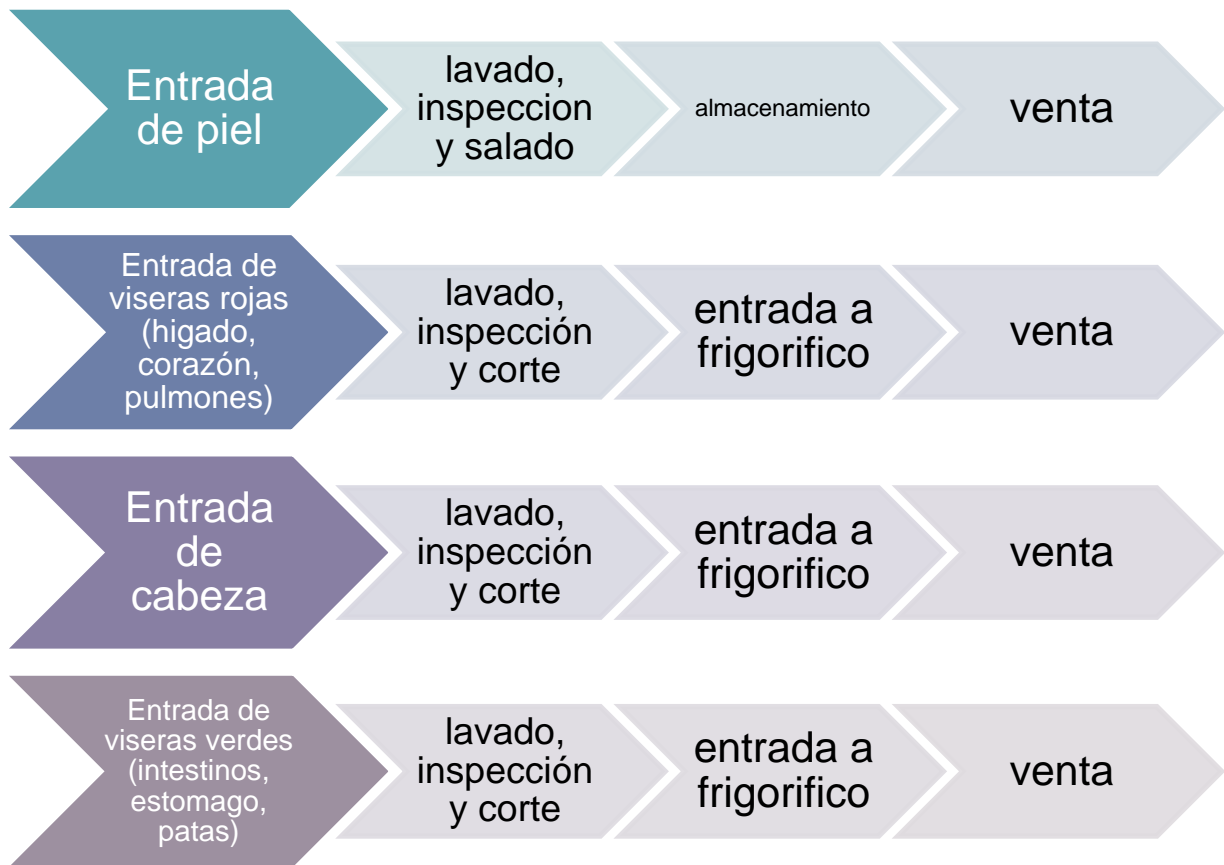 Entrada
de piel
lavado,
inspeccion
y salado
almacenamiento
venta
Entrada de
viseras rojas
(higado,
corazón,
pulmones)
lavado,
inspección
y corte
entrada a
frigorifico
venta
Entrada
de
cabeza
lavado,
inspección
y corte
entrada a
frigorifico
venta
Entrada de
viseras verdes
(intestinos,
estomago,
patas)
lavado,
inspección
y corte
entrada a
frigorifico
venta